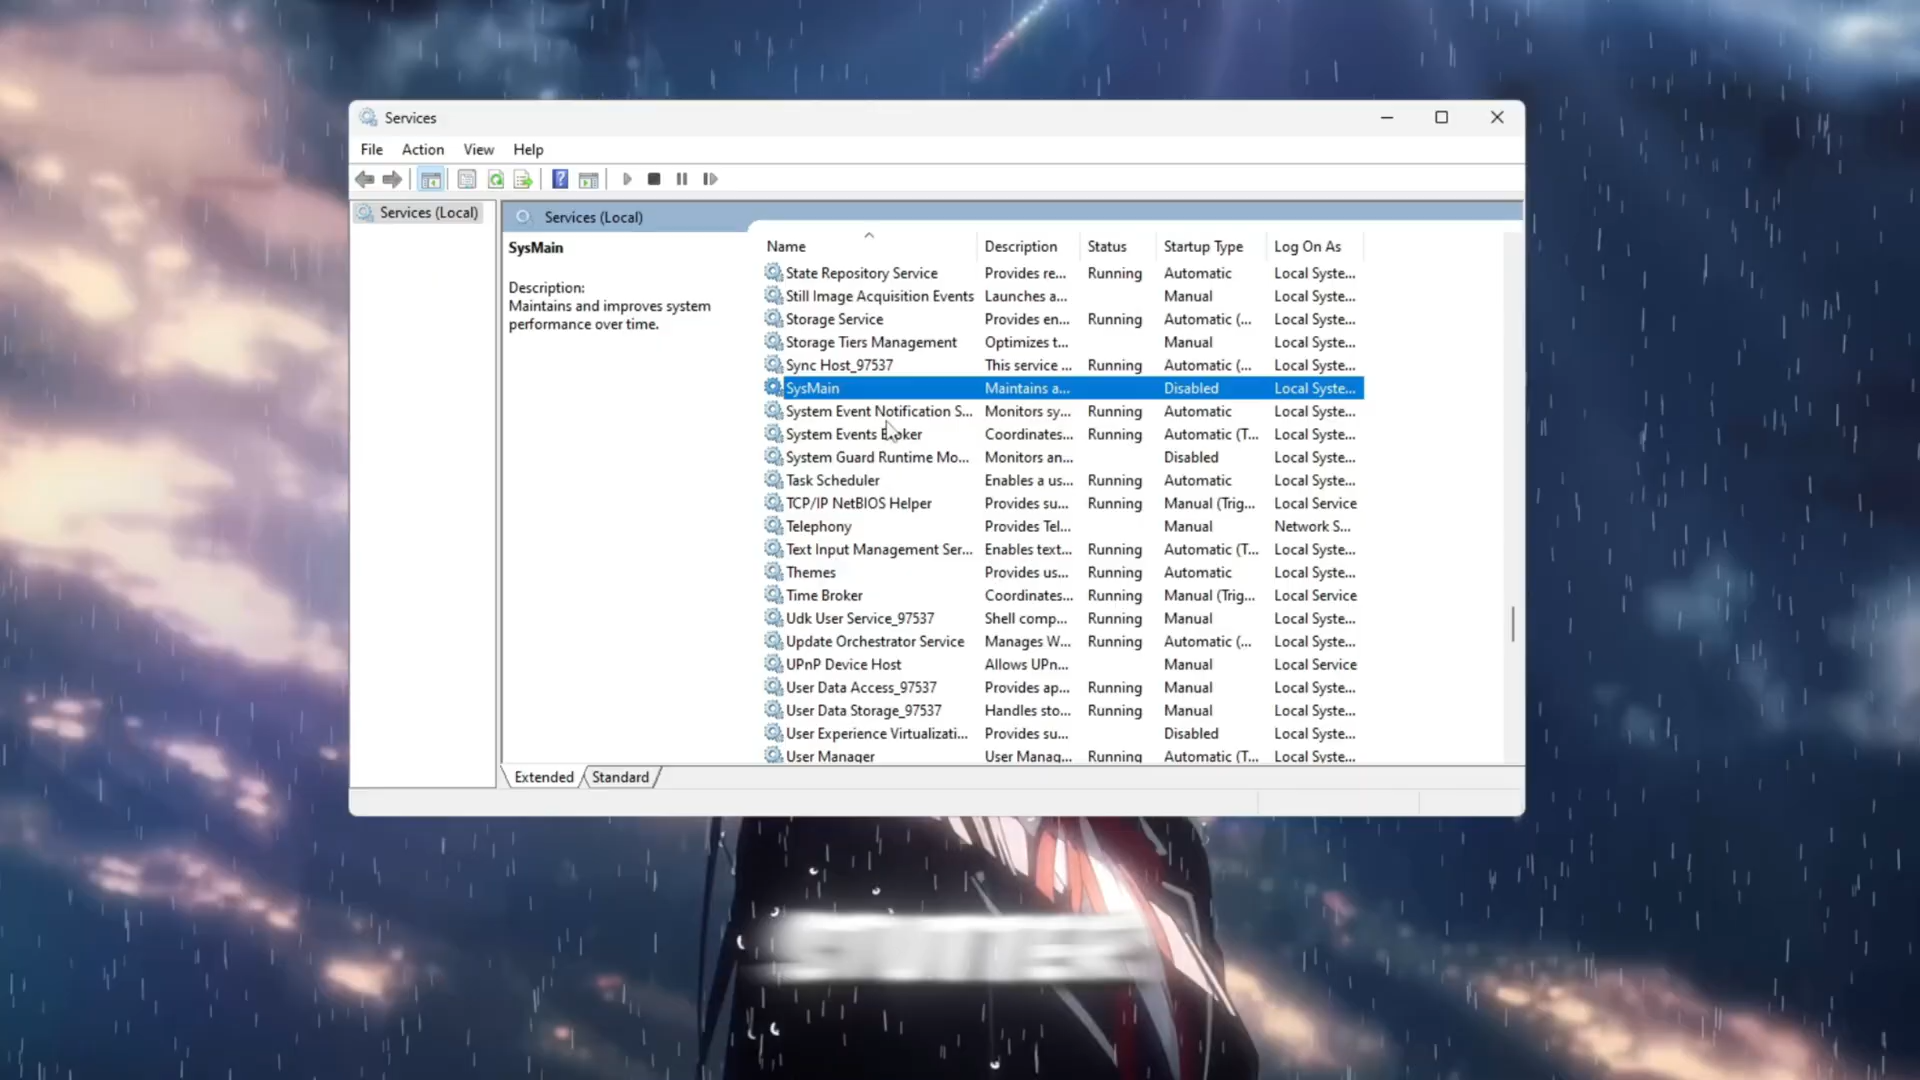 Services
File Action View Help
Services (Local)
Services (Local)
SysMain
Description:
Maintains and improves system
performance over time.
Name Description Status Startup Type Log On As
State Repository Service Provides re... Running Automatic Local Syste...
Still Image Acquisition Events Launches a... Manual Local Syste...
Storage Service Provides en... Running Automatic (... Local Syste...
Storage Tiers Management Optimizes t... Manual Local Syste...
Sync Host_97537 This service ... Running Automatic (... Local Syste...
SysMain Maintains a... Disabled Local Syste...
System Event Notification S... Monitors sy... Running Automatic Local Syste...
System Events Broker Coordinates... Running Automatic (T... Local Syste...
System Guard Runtime Mo... Monitors an... Disabled Local Syste...
Task Scheduler Enables a us... Running Automatic Local Syste...
TCP/IP NetBIOS Helper Provides su... Running Manual (Trig... Local Service
Telephony Provides Tel... Manual Network S...
Text Input Management Ser... Enables text... Running Automatic (T... Local Syste...
Themes Provides us... Running Automatic Local Syste...
Time Broker Coordinates... Running Manual (Trig... Local Service
Udk User Service_97537 Shell comp... Running Manual Local Syste...
Update Orchestrator Service Manages W... Running Automatic (... Local Syste...
UPnP Device Host Allows UPn... Manual Local Service
User Data Access_97537 Provides ap... Running Manual Local Syste...
User Data Storage_97537 Handles sto... Running Manual Local Syste...
User Experience Virtualizati... Provides su... Disabled Local Syste...
User Manager User Manag... Running Automatic (T... Local Syste...
Extended Standard